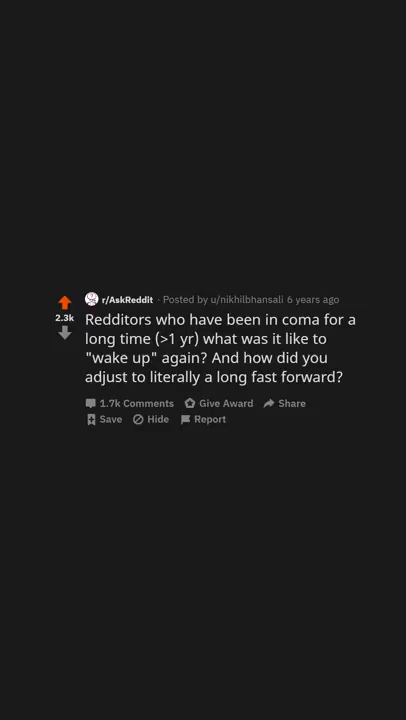 r/AskReddit · Posted by u/nikhilbhansali 6 years ago
2.3k
Redditors who have been in coma for a
long time (>1 yr) what was it like to
"wake up" again? And how did you
adjust to literally a long fast forward?
1.7k Comments Give Award Share
Save Hide Report